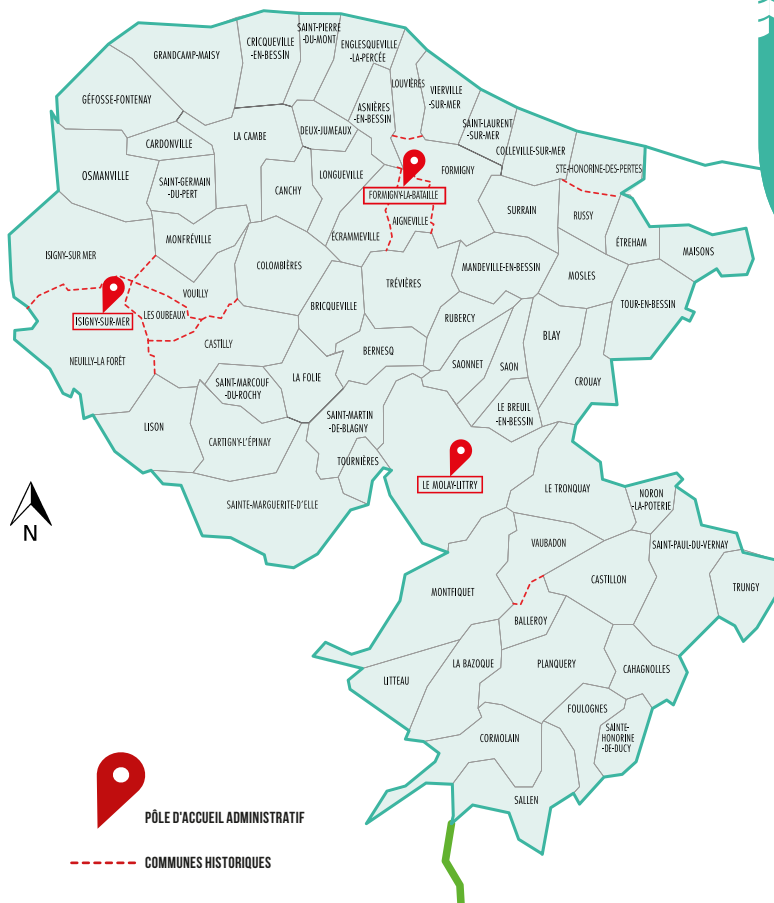 SAINT-PIERRE
-DU-MONT
CRICQUEVILLE
-EN-BESSIN
ENGLESQUEVILLE
-LA-PERCÉE
GRANDCAMP-MAISY
LOUVIÈRES
VIERVILLE
-SUR-MER
GÉFOSSE-FONTENAY
ASNIÈRES
-EN-BESSIN
SAINT-LAURENT
-SUR-MER
DEUX-JUMEAUX
LA CAMBE
CARDONVILLE
COLLEVILLE-SUR-MER
STE-HONORINE-DES-PERTES
OSMANVILLE
SAINT-GERMAIN
-DU-PERT
CANCHY
LONGUEVILLE
FORMIGNY
FORMIGNY-LA-BATAILLE
SURRAIN
RUSSY
AIGNEVILLE
ÉCRAMMEVILLE
MONFRÉVILLE
ÉTREHAM
MAISONS
ISIGNY-SUR MER
COLOMBIÈRES
MANDEVILLE-EN-BESSIN
MOSLES
TRÉVIÈRES
VOUILLY
BRICQUEVILLE
TOUR-EN-BESSIN
LES OUBEAUX
ISIGNY-SUR-MER
RUBERCY
BLAY
CASTILLY
BERNESQ
NEUILLY-LA FORÊT
SAONNET
SAON
LA FOLIE
SAINT-MARCOUF
-DU-ROCHY
CROUAY
LE BREUIL
-EN-BESSIN
SAINT-MARTIN
-DE-BLAGNY
LISON
CARTIGNY-L'ÉPINAY
TOURNIÈRES
LE MOLAY-LITTRY
LE TRONQUAY
NORON
-LA-POTERIE
SAINTE-MARGUERITE-D'ELLE
N
VAUBADON
SAINT-PAUL-DU-VERNAY
CASTILLON
TRUNGY
MONTFIQUET
BALLEROY
LA BAZOQUE
PLANQUERY
CAHAGNOLLES
LITTEAU
FOULOGNES
SAINTE-
HONORINE
-DE-DUCY
CORMOLAIN
SALLEN
PÔLE D'ACCUEIL ADMINISTRATIF
COMMUNES HISTORIQUES